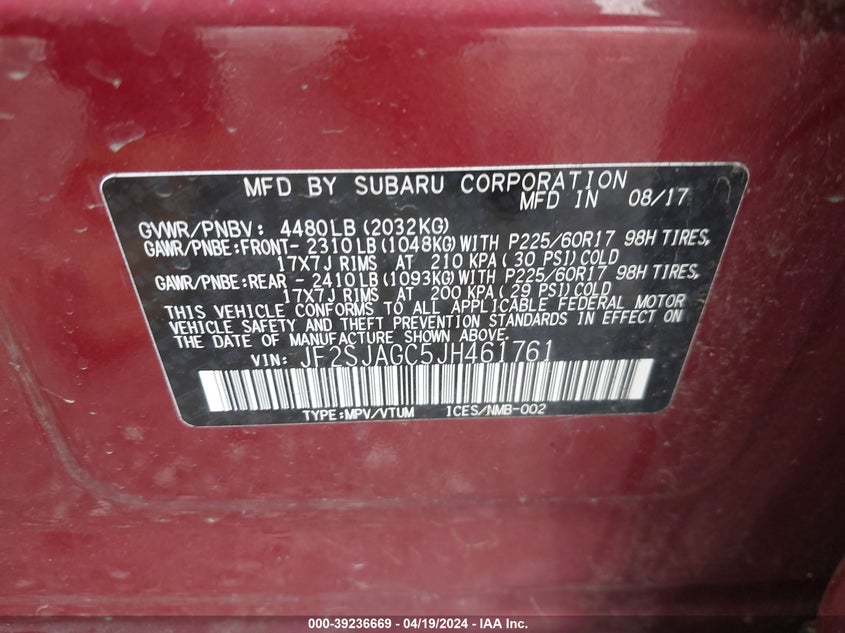 MFD BY SUBARU CORPORATION
MFD IN 08/17
GVWR/PNBV: 4480LB(2032KG)
GAWR/PNBE:FRONT- 2310LB(1048KG)WITH P225/60R17 98H TIRES,
17X7J RIMS AT 210 KPA( 30 PSI)COLD
GAWR/PNBE:REAR - 2410LB(1093KG)WITH P225/60R17 98H TIRES,
17X7J RIMS AT 200 KPA( 29 PSI)COLD
THIS VEHICLE CONFORMS TO ALL APPLICABLE FEDERAL MOTOR
VEHICLE SAFETY AND THEFT PREVENTION STANDARDS IN EFFECT ON
THE DATE OF MANUFACTURE SHOWN ABOVE.
VIN: JF2SJAGC5JH461761
TYPE:MPV/VTUM ICES/NMB-002
000-39236669 - 04/19/2024 - IAA Inc.